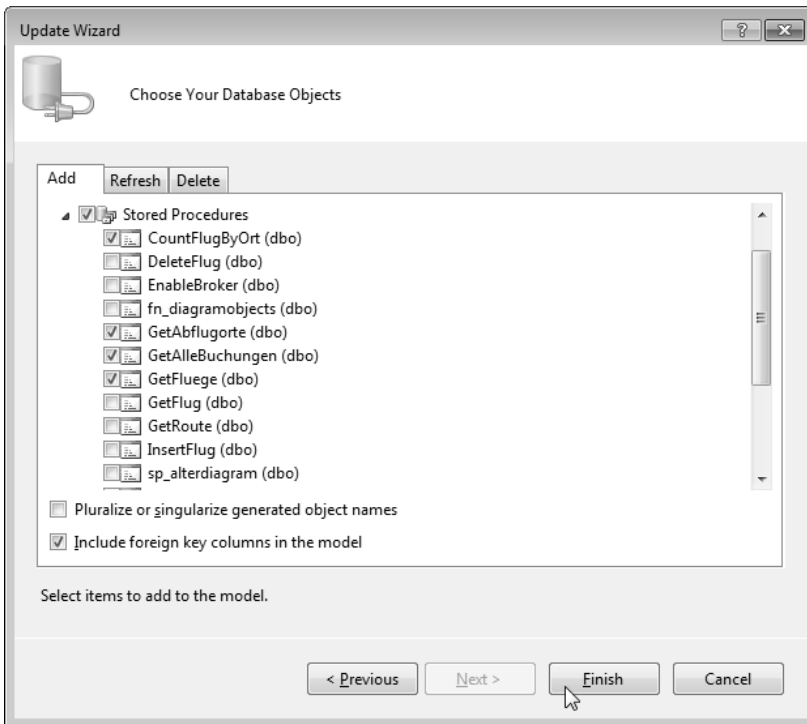 Update Wizard
Choose Your Database Objects
Add Refresh Delete
Stored Procedures
CountFlugByOrt (dbo)
DeleteFlug (dbo)
EnableBroker (dbo)
fn_diagramobjects (dbo)
GetAbflugorte (dbo)
GetAlleBuchungen (dbo)
GetFluege (dbo)
GetFlug (dbo)
GetRoute (dbo)
InsertFlug (dbo)
sp_alterdiagram (dbo)
Pluralize or singularize generated object names
Include foreign key columns in the model
Select items to add to the model.
< Previous Next > Finish Cancel